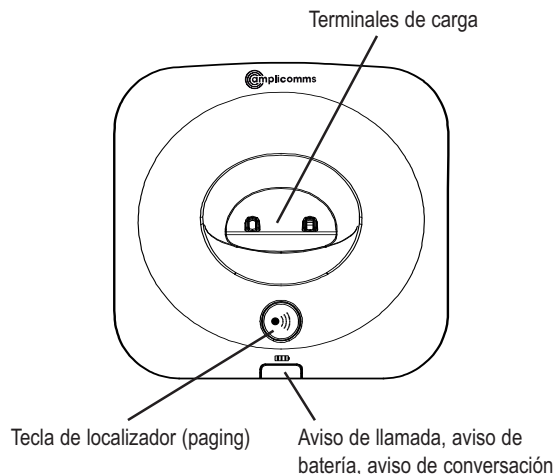 Terminales de carga
amplicomms
Tecla de localizador (paging)
Aviso de llamada, aviso de
batería, aviso de conversación